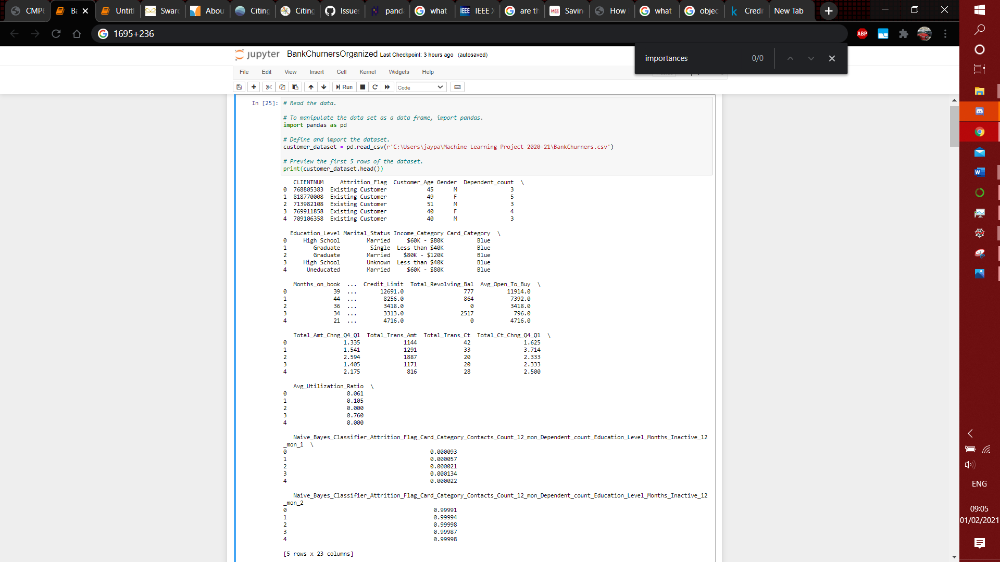 CMP
Ba
Untitl
Swar
Abou
Citing
Citing
Issue
panda
what
IEEE IEEE X
are th
MSE Savin
How
what
objec
Credi
New Tab
1695+236
ABP
importances 0/0
jupyter BankChurnersOrganized Last Checkpoint: 3 hours ago (autosaved)
File Edit View Insert Cell Kernel Widgets Help
Run Code
In [25]: # Read the data.
# To manipulate the data set as a data frame, import pandas.
import pandas as pd
# Define and import the dataset.
customer_dataset = pd.read_csv(r'C:\Users\jaypa\Machine Learning Project 2020-21\BankChurners.csv')
# Preview the first 5 rows of the dataset.
print(customer_dataset.head())
CLIENTNUM Attrition_Flag Customer_Age Gender Dependent_count \
0 768805383 Existing Customer 45 M 3
1 818770008 Existing Customer 49 F 5
2 713982108 Existing Customer 51 M 3
3 769911858 Existing Customer 40 F 4
4 709106358 Existing Customer 40 M 3
Education_Level Marital_Status Income_Category Card_Category \
0 High School Married $60K - $80K Blue
1 Graduate Single Less than $40K Blue
2 Graduate Married $80K - $120K Blue
3 High School Unknown Less than $40K Blue
4 Uneducated Married $60K - $80K Blue
Months_on_book ... Credit_Limit Total_Revolving_Bal Avg_Open_To_Buy \
0 39 ... 12691.0 777 11914.0
1 44 ... 8256.0 864 7392.0
2 36 ... 3418.0 0 3418.0
3 34 ... 3313.0 2517 796.0
4 21 ... 4716.0 0 4716.0
Total_Amt_Chng_Q4_Q1 Total_Trans_Amt Total_Trans_Ct Total_Ct_Chng_Q4_Q1 \
0 1.335 1144 42 1.625
1 1.541 1291 33 3.714
2 2.594 1887 20 2.333
3 1.405 1171 20 2.333
4 2.175 816 28 2.500
Avg_Utilization_Ratio \
0 0.061
1 0.105
2 0.000
3 0.760
4 0.000
Naive_Bayes_Classifier_Attrition_Flag_Card_Category_Contacts_Count_12_mon_Dependent_count_Education_Level_Months_Inactive_12
_mon_1 \
0 0.000093
1 0.000057
2 0.000021
3 0.000134
4 0.000022
Naive_Bayes_Classifier_Attrition_Flag_Card_Category_Contacts_Count_12_mon_Dependent_count_Education_Level_Months_Inactive_12
_mon_2
0 0.99991
1 0.99994
2 0.99998
3 0.99987
4 0.99998
[5 rows x 23 columns]
ENG
09:05
01/02/2021